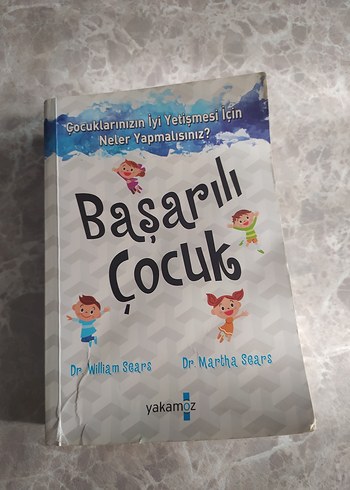 Çocuklarınızın İyi Yetişmesi İçin
Neler Yapmalısınız?
Başarılı
Çocuk
Dr. William Sears
Dr Martha Sears
yakamoz